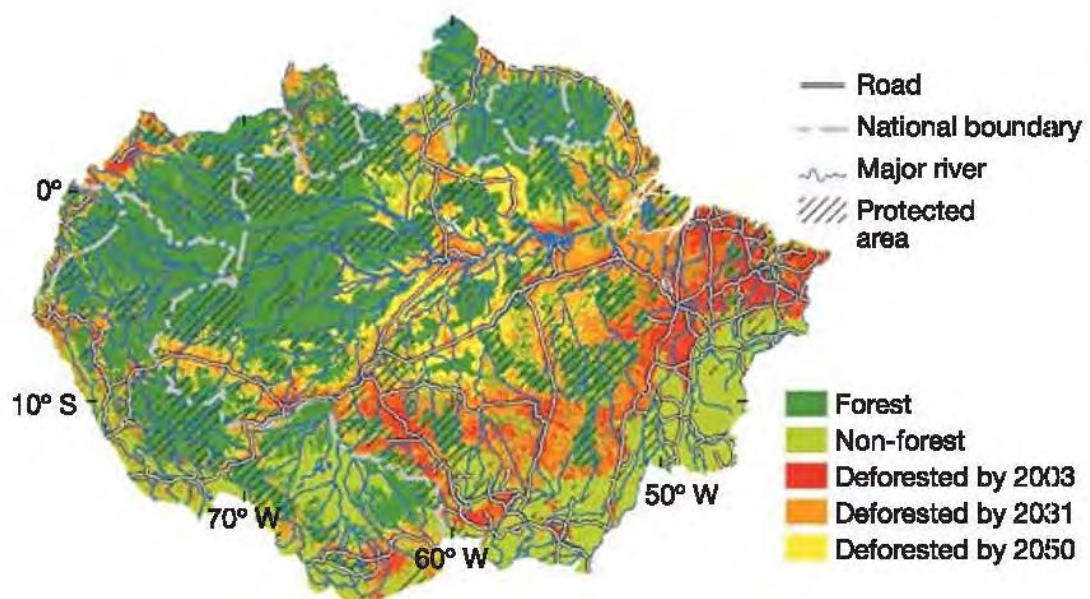 Road
National boundary
Major river
Protected
area
0°
10° S
70° W
60° W
50° W
Forest
Non-forest
Deforested by 2003
Deforested by 2031
Deforested by 2050